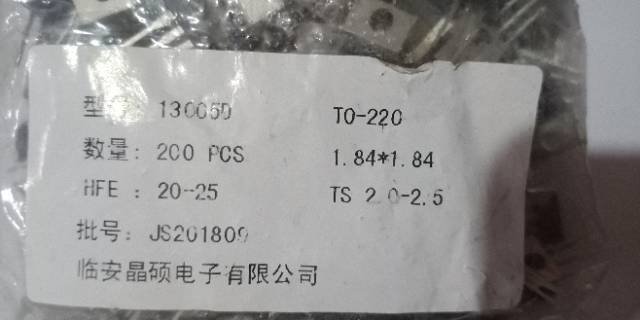 型号: 13005D TO-220
数量: 200 PCS 1.84*1.84
HFE : 20-25 TS 2.0-2.5
批号: JS201809
临安晶硕电子有限公司